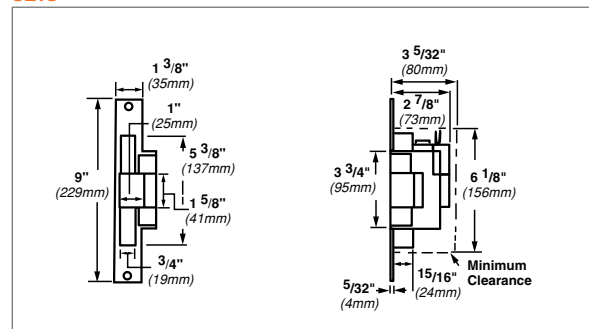 1 3/8"
(35mm)
1"
(25mm)
5 3/8"
(137mm)
9"
(229mm)
1 5/8"
(41mm)
3/4"
(19mm)
3 5/32"
(80mm)
2 7/8"
(73mm)
3 3/4"
(95mm)
6 1/8"
(156mm)
15/16"
(24mm)
5/32"
(4mm)
Minimum
Clearance